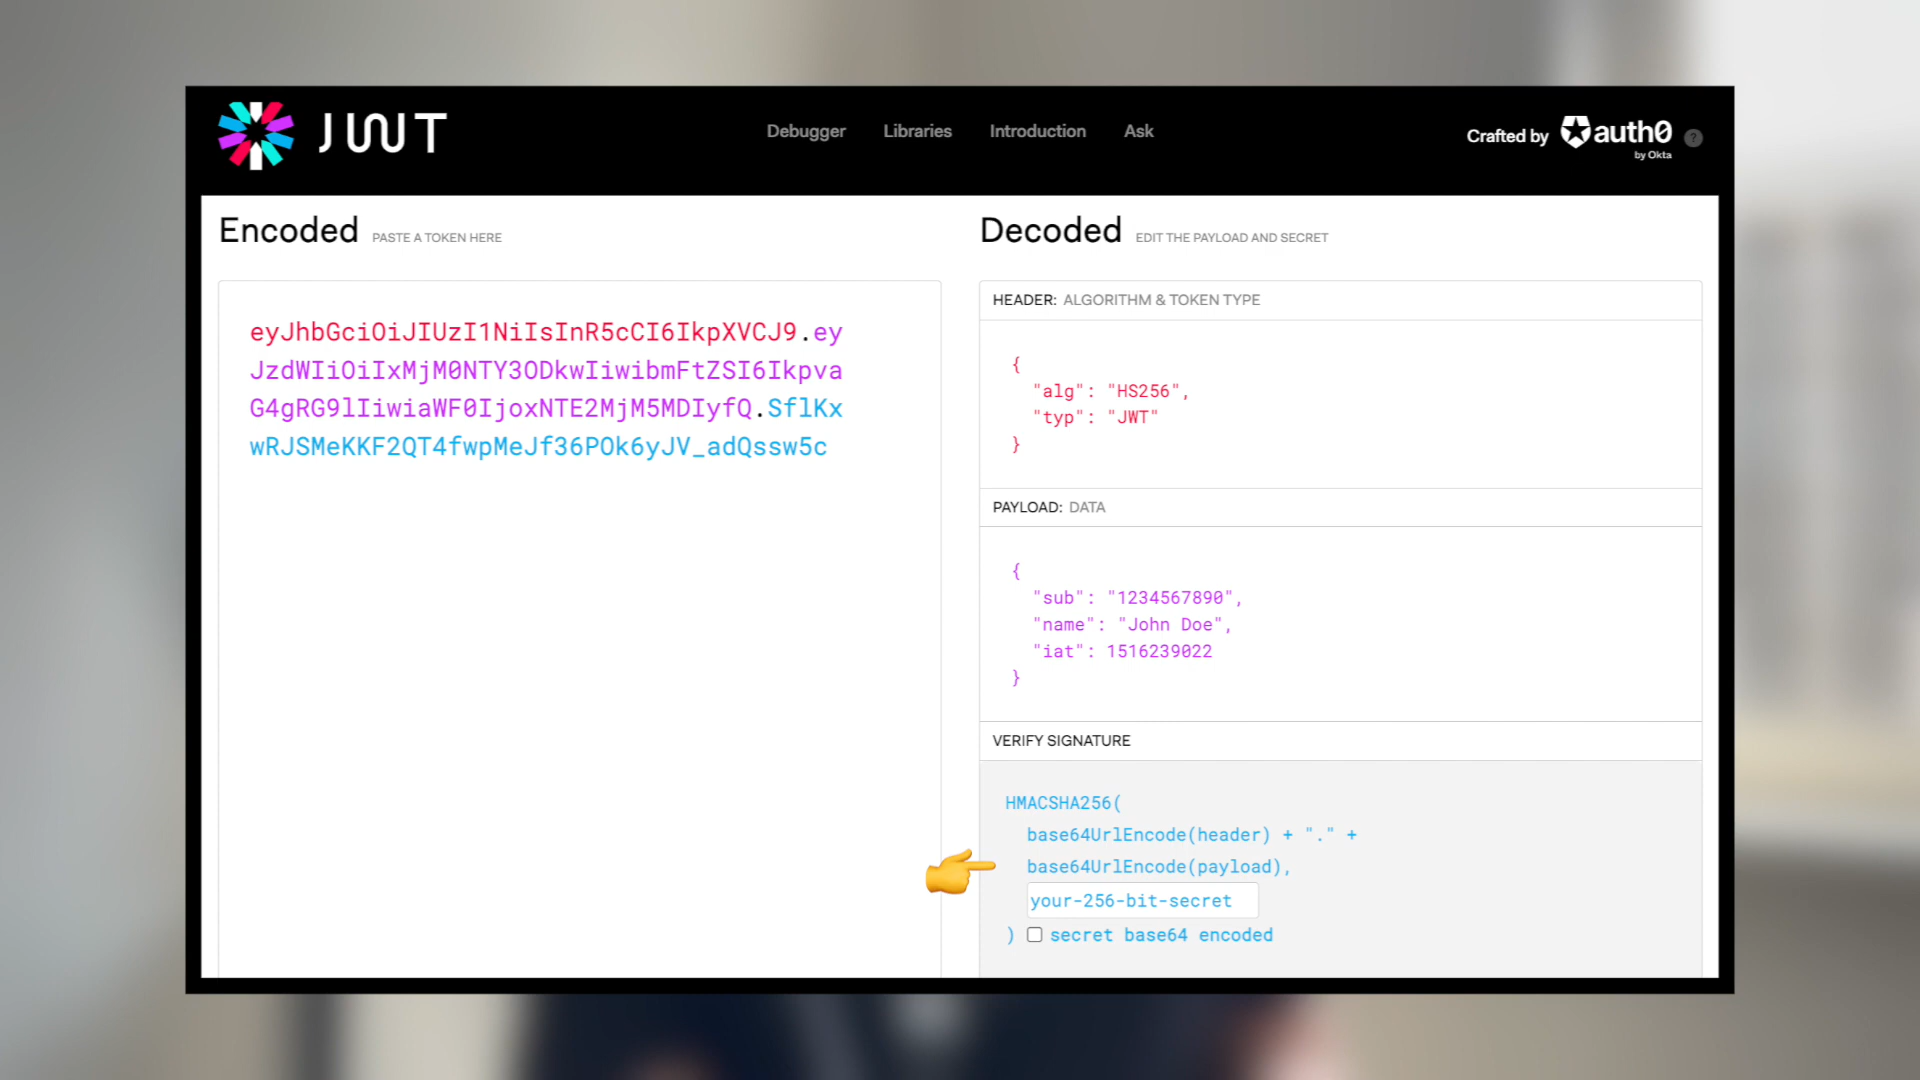 JWT
Debugger Libraries Introduction Ask
Crafted by auth0
by Okta
?
Encoded PASTE A TOKEN HERE
eyJhbGciOiJIUzI1NiIsInR5cCI6IkpXVCJ9.ey
JzdWIiOiIxMjM0NTY3ODkwIiwibmFtZSI6Ikpva
G4gRG9lIiwiaWF0IjoxNTE2MjM5MDIyfQ.SflKx
wRJSMeKKF2QT4fwpMeJf36POk6yJV_adQssw5c
Decoded EDIT THE PAYLOAD AND SECRET
HEADER: ALGORITHM & TOKEN TYPE
{
"alg": "HS256",
"typ": "JWT"
}
PAYLOAD: DATA
{
"sub": "1234567890",
"name": "John Doe",
"iat": 1516239022
}
VERIFY SIGNATURE
HMACSHA256(
base64UrlEncode(header) + "." +
base64UrlEncode(payload),
your-256-bit-secret
) secret base64 encoded